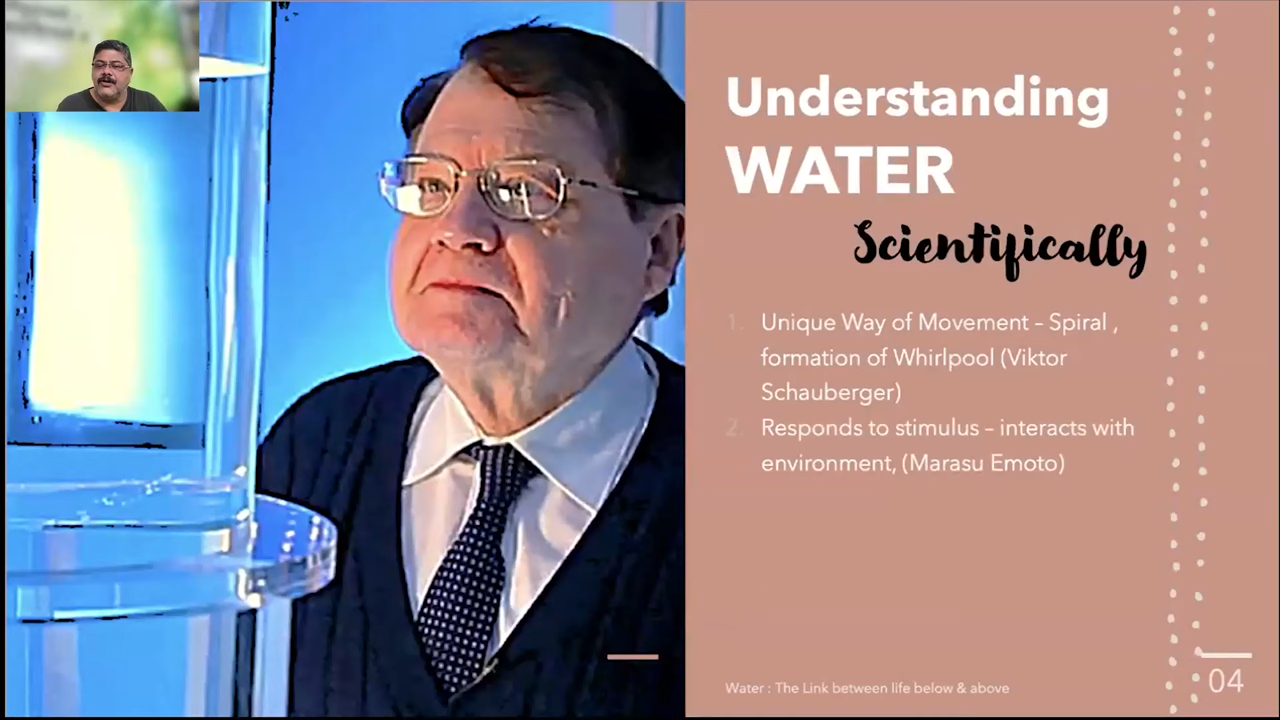 Understanding
WATER
Scientifically
1. Unique Way of Movement – Spiral ,
formation of Whirlpool (Viktor
Schauberger)
2. Responds to stimulus – interacts with
environment, (Marasu Emoto)
Water : The Link between life below & above
04